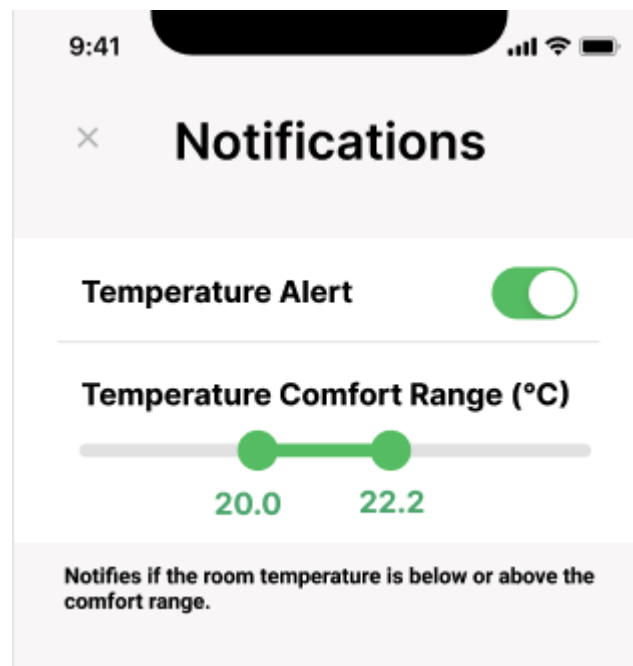 9:41
Notifications
Temperature Alert
Temperature Comfort Range (°C)
20.0 22.2
Notifies if the room temperature is below or above the
comfort range.